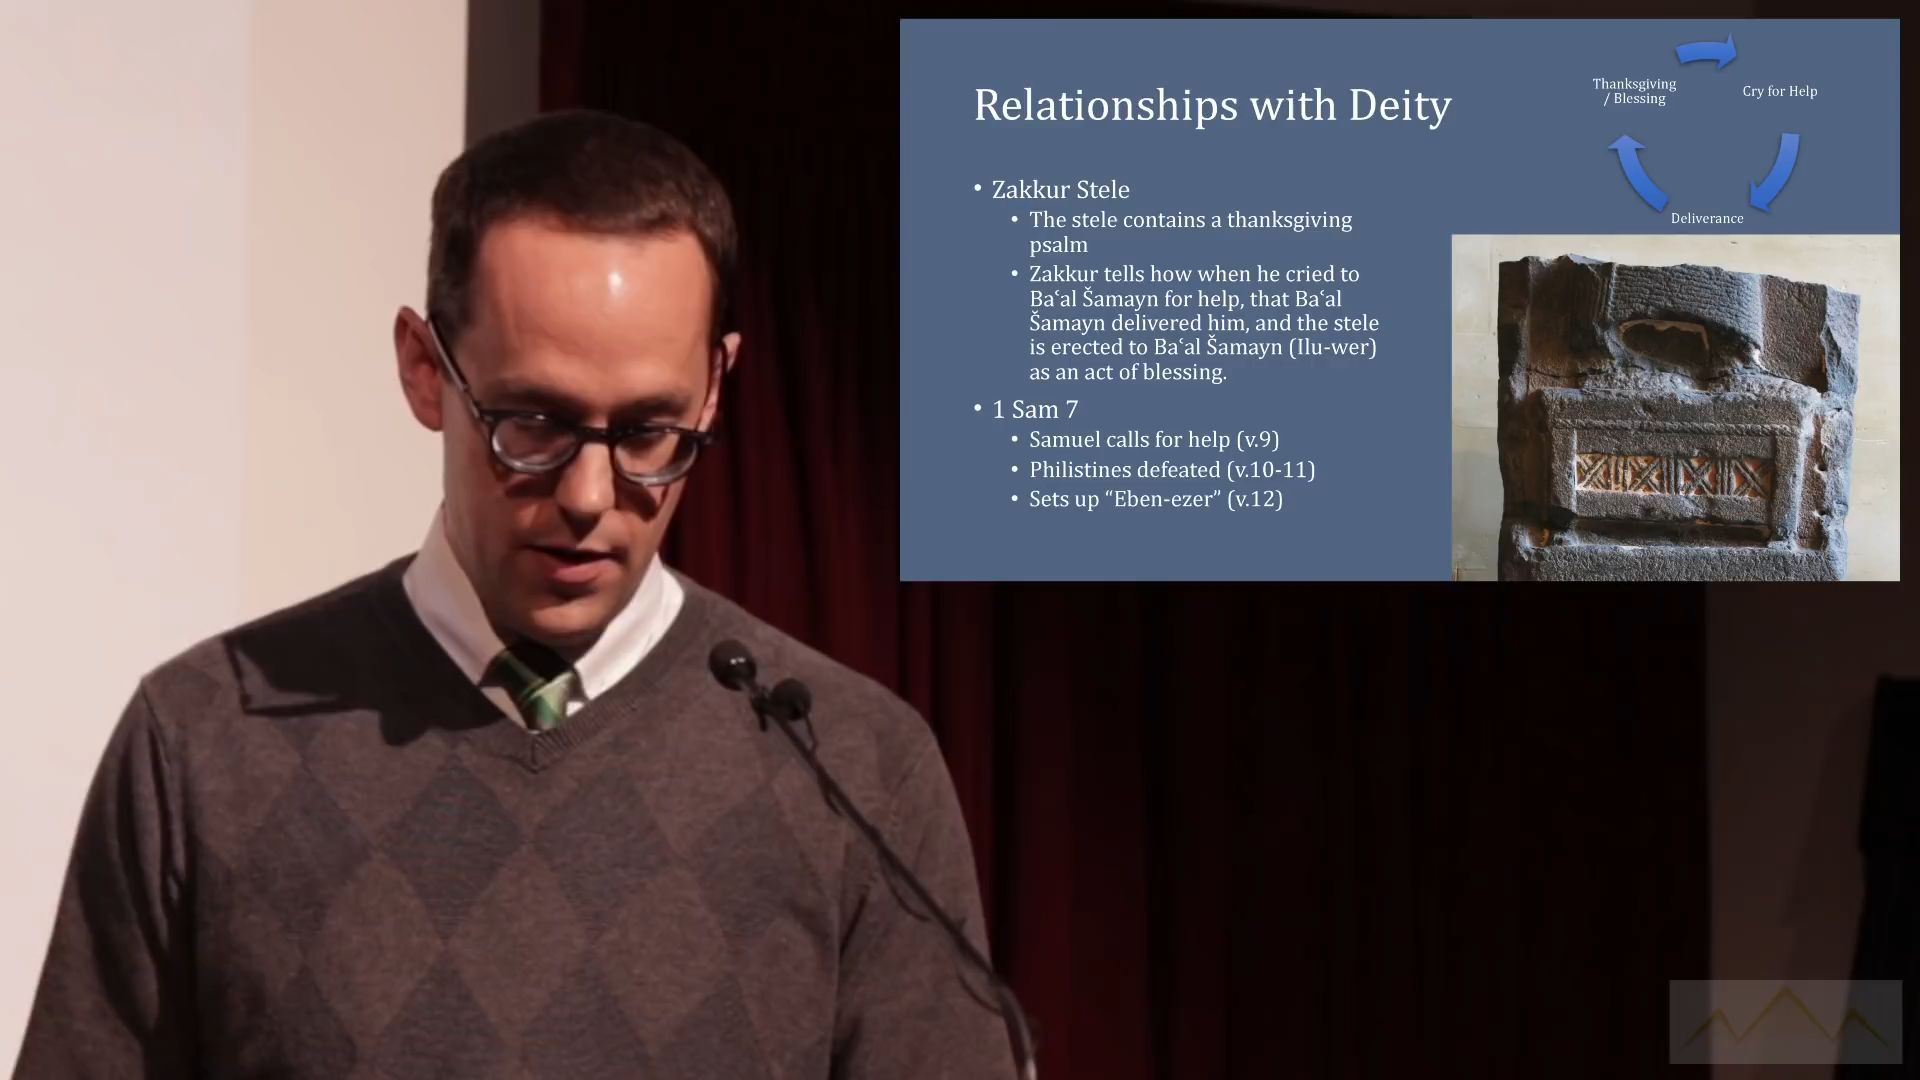 Relationships with Deity
Thanksgiving
/ Blessing
Cry for Help
Deliverance
• Zakkur Stele
• The stele contains a thanksgiving
psalm
• Zakkur tells how when he cried to
Baʿal Šamayn for help, that Baʿal
Šamayn delivered him, and the stele
is erected to Baʿal Šamayn (Ilu-wer)
as an act of blessing.
• 1 Sam 7
• Samuel calls for help (v.9)
• Philistines defeated (v.10-11)
• Sets up “Eben-ezer” (v.12)